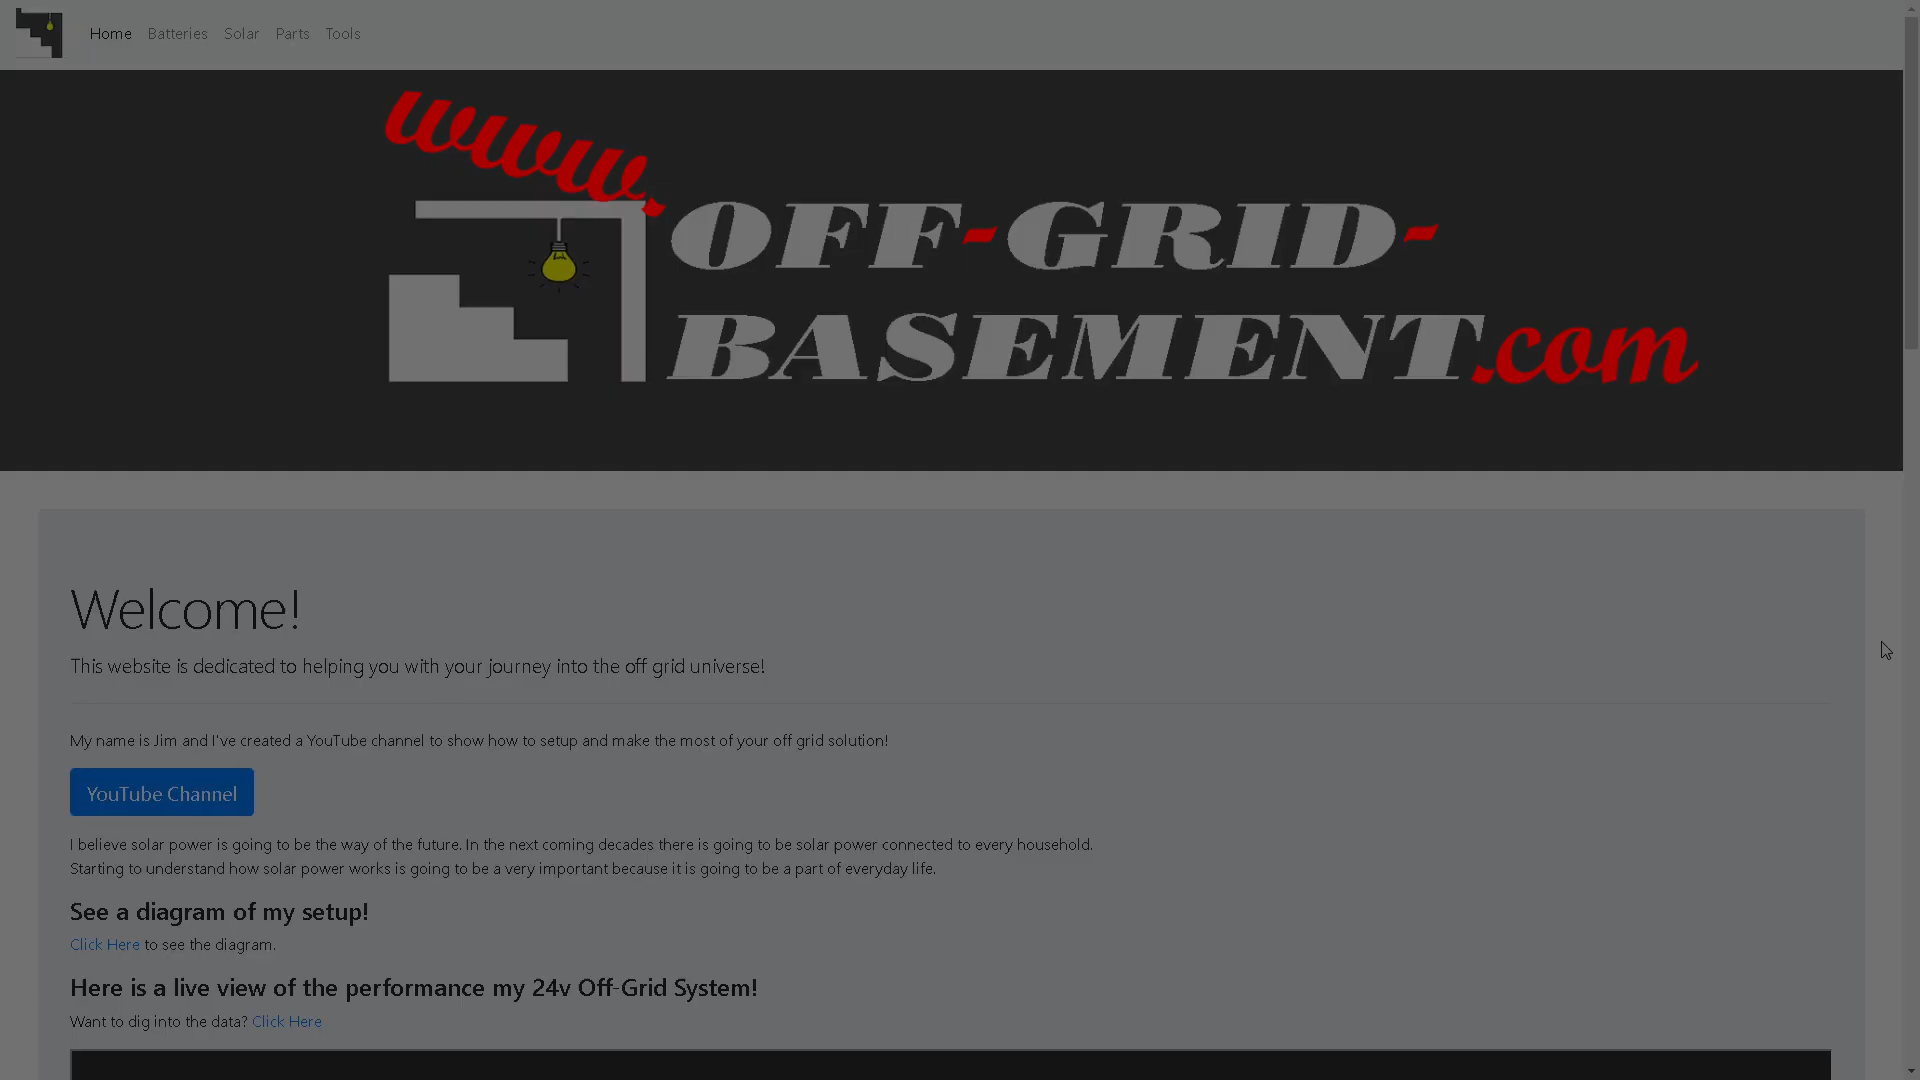 Home Batteries Solar Parts Tools
www.
OFF-GRID-
BASEMENT.com
Welcome!
This website is dedicated to helping you with your journey into the off grid universe!
My name is Jim and I've created a YouTube channel to show how to setup and make the most of your off grid solution!
YouTube Channel
I believe solar power is going to be the way of the future. In the next coming decades there is going to be solar power connected to every household.
Starting to understand how solar power works is going to be a very important because it is going to be a part of everyday life.
See a diagram of my setup!
Click Here to see the diagram.
Here is a live view of the performance my 24v Off-Grid System!
Want to dig into the data? Click Here